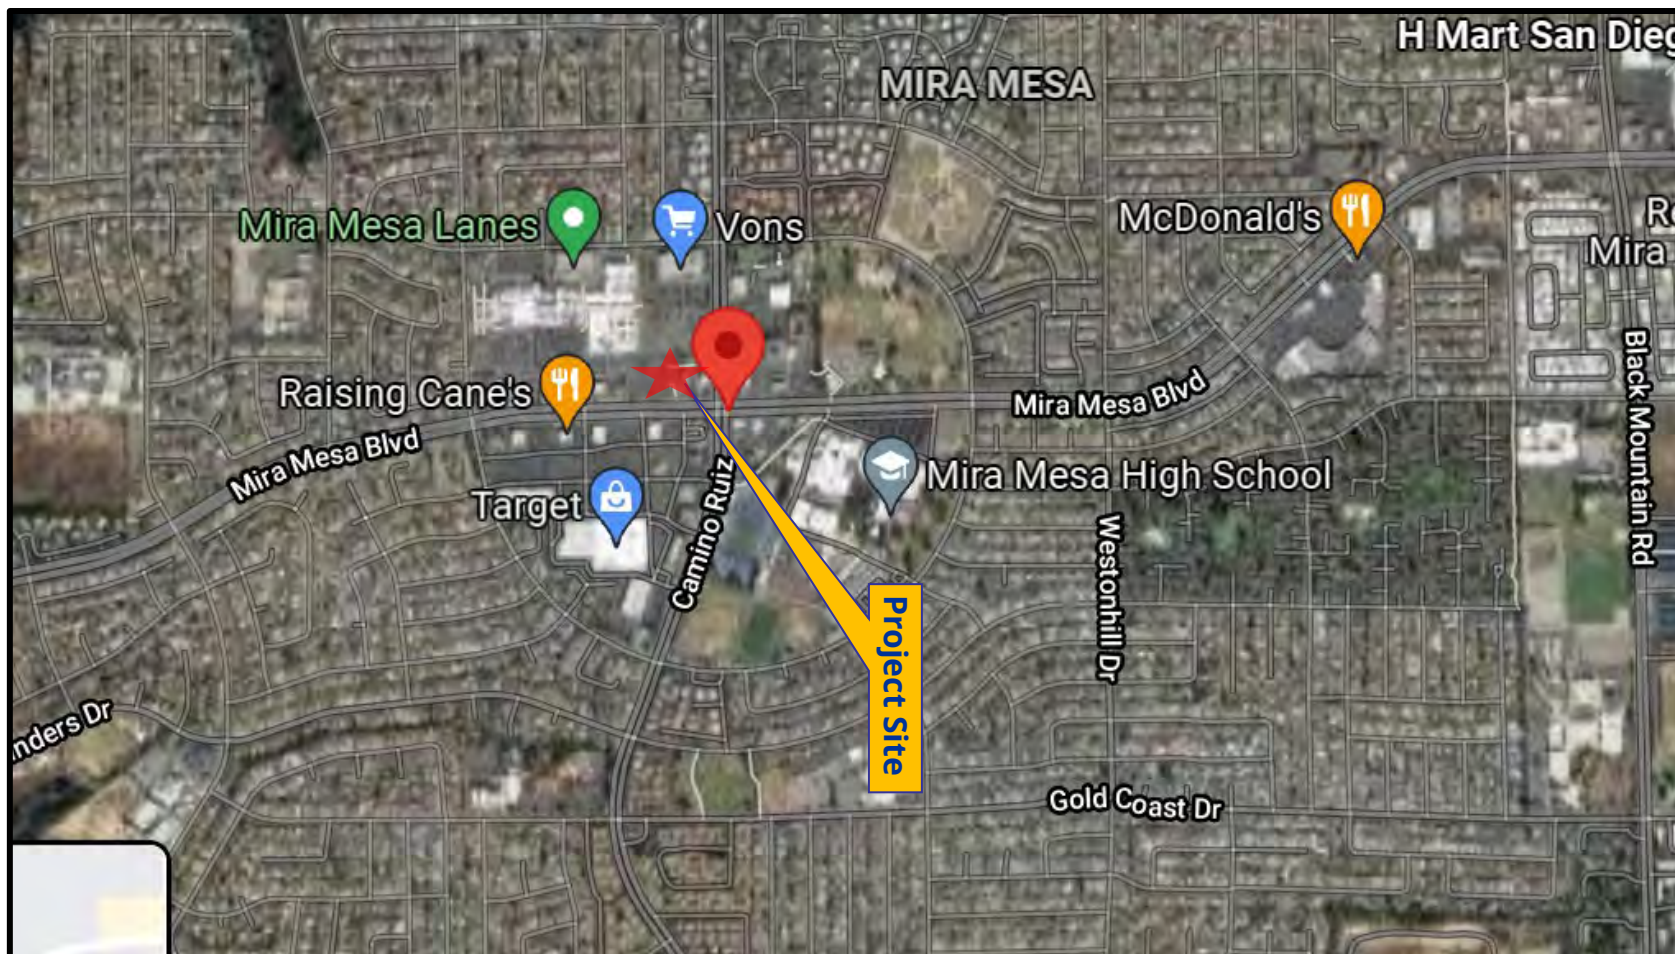 H Mart San Dieg
MIRA MESA
Mira Mesa Lanes
Vons
McDonald's
R
Mira
Raising Cane's
Mira Mesa Blvd
Mira Mesa Blvd
Black Mountain Rd
Target
Camino Ruiz
Mira Mesa High School
Westonhill Dr
Project Site
nders Dr
Gold Coast Dr